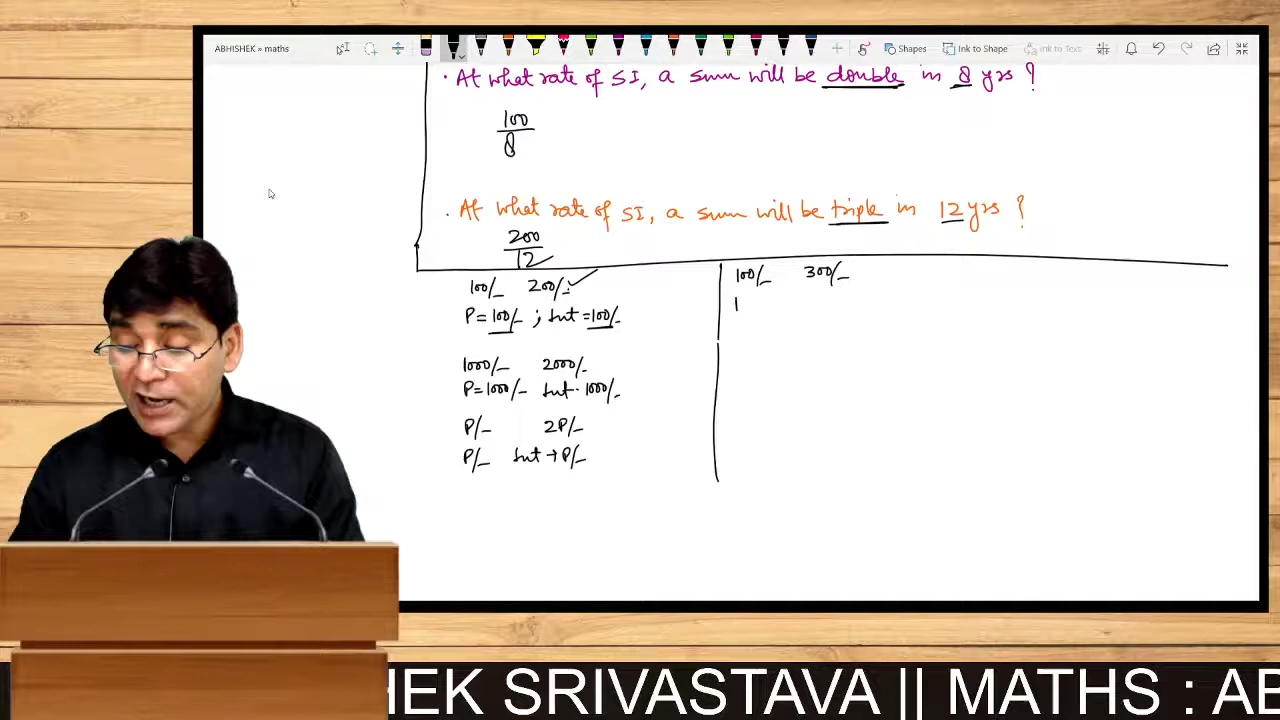 ABHISHEK » maths
Shapes
Ink to Shape
Ink to Text
· At what rate of SI, a sum will be double in 8 yrs ?
100
8
· At what rate of SI, a sum will be triple in 12 yrs ?
200
12
100/- 200/-
P = 100/- ; Int = 100/-
1000/- 2000/-
P = 1000/- Int · 1000/-
P/- 2P/-
P/- Int → P/-
100/- 300/-
HEK SRIVASTAVA || MATHS : AB